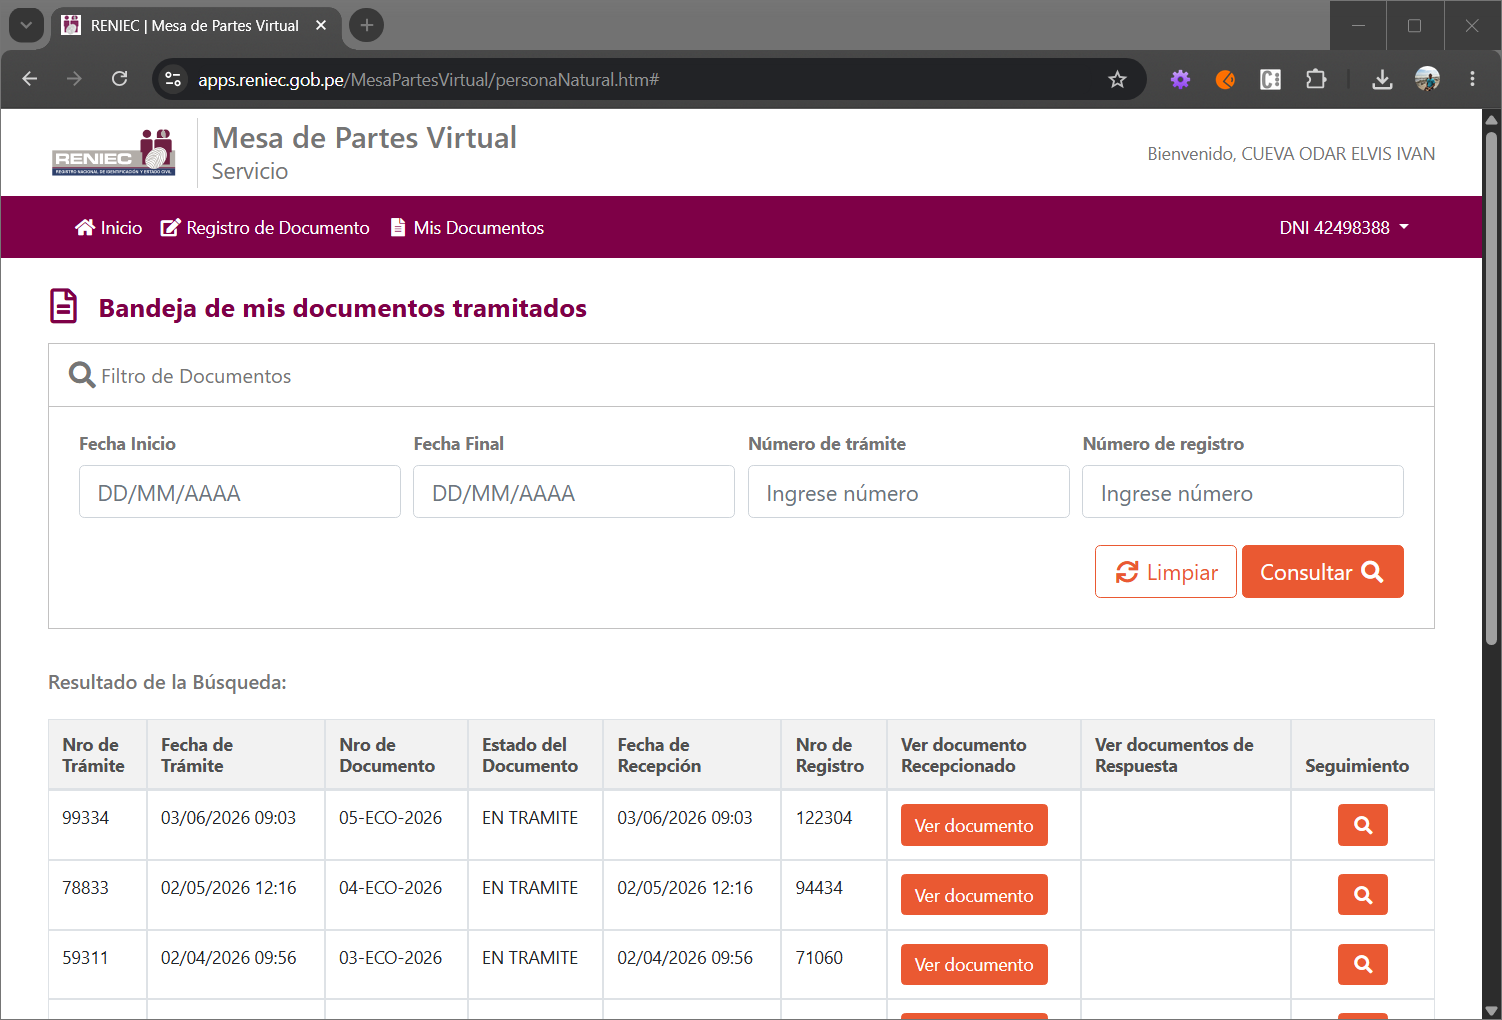 RENIEC | Mesa de Partes Virtual
apps.reniec.gob.pe/MesaPartesVirtual/personaNatural.htm#
RENIEC
REGISTRO NACIONAL DE IDENTIFICACIÓN Y ESTADO CIVIL
Mesa de Partes Virtual
Servicio
Bienvenido, CUEVA ODAR ELVIS IVAN
Inicio Registro de Documento Mis Documentos DNI 42498388
Bandeja de mis documentos tramitados
Filtro de Documentos
Fecha Inicio Fecha Final Número de trámite Número de registro
DD/MM/AAAA DD/MM/AAAA Ingrese número Ingrese número
Limpiar Consultar
Resultado de la Búsqueda:
Nro de Trámite Fecha de Trámite Nro de Documento Estado del Documento Fecha de Recepción Nro de Registro Ver documento Recepcionado Ver documentos de Respuesta Seguimiento
99334 03/06/2026 09:03 05-ECO-2026 EN TRAMITE 03/06/2026 09:03 122304 Ver documento
78833 02/05/2026 12:16 04-ECO-2026 EN TRAMITE 02/05/2026 12:16 94434 Ver documento
59311 02/04/2026 09:56 03-ECO-2026 EN TRAMITE 02/04/2026 09:56 71060 Ver documento